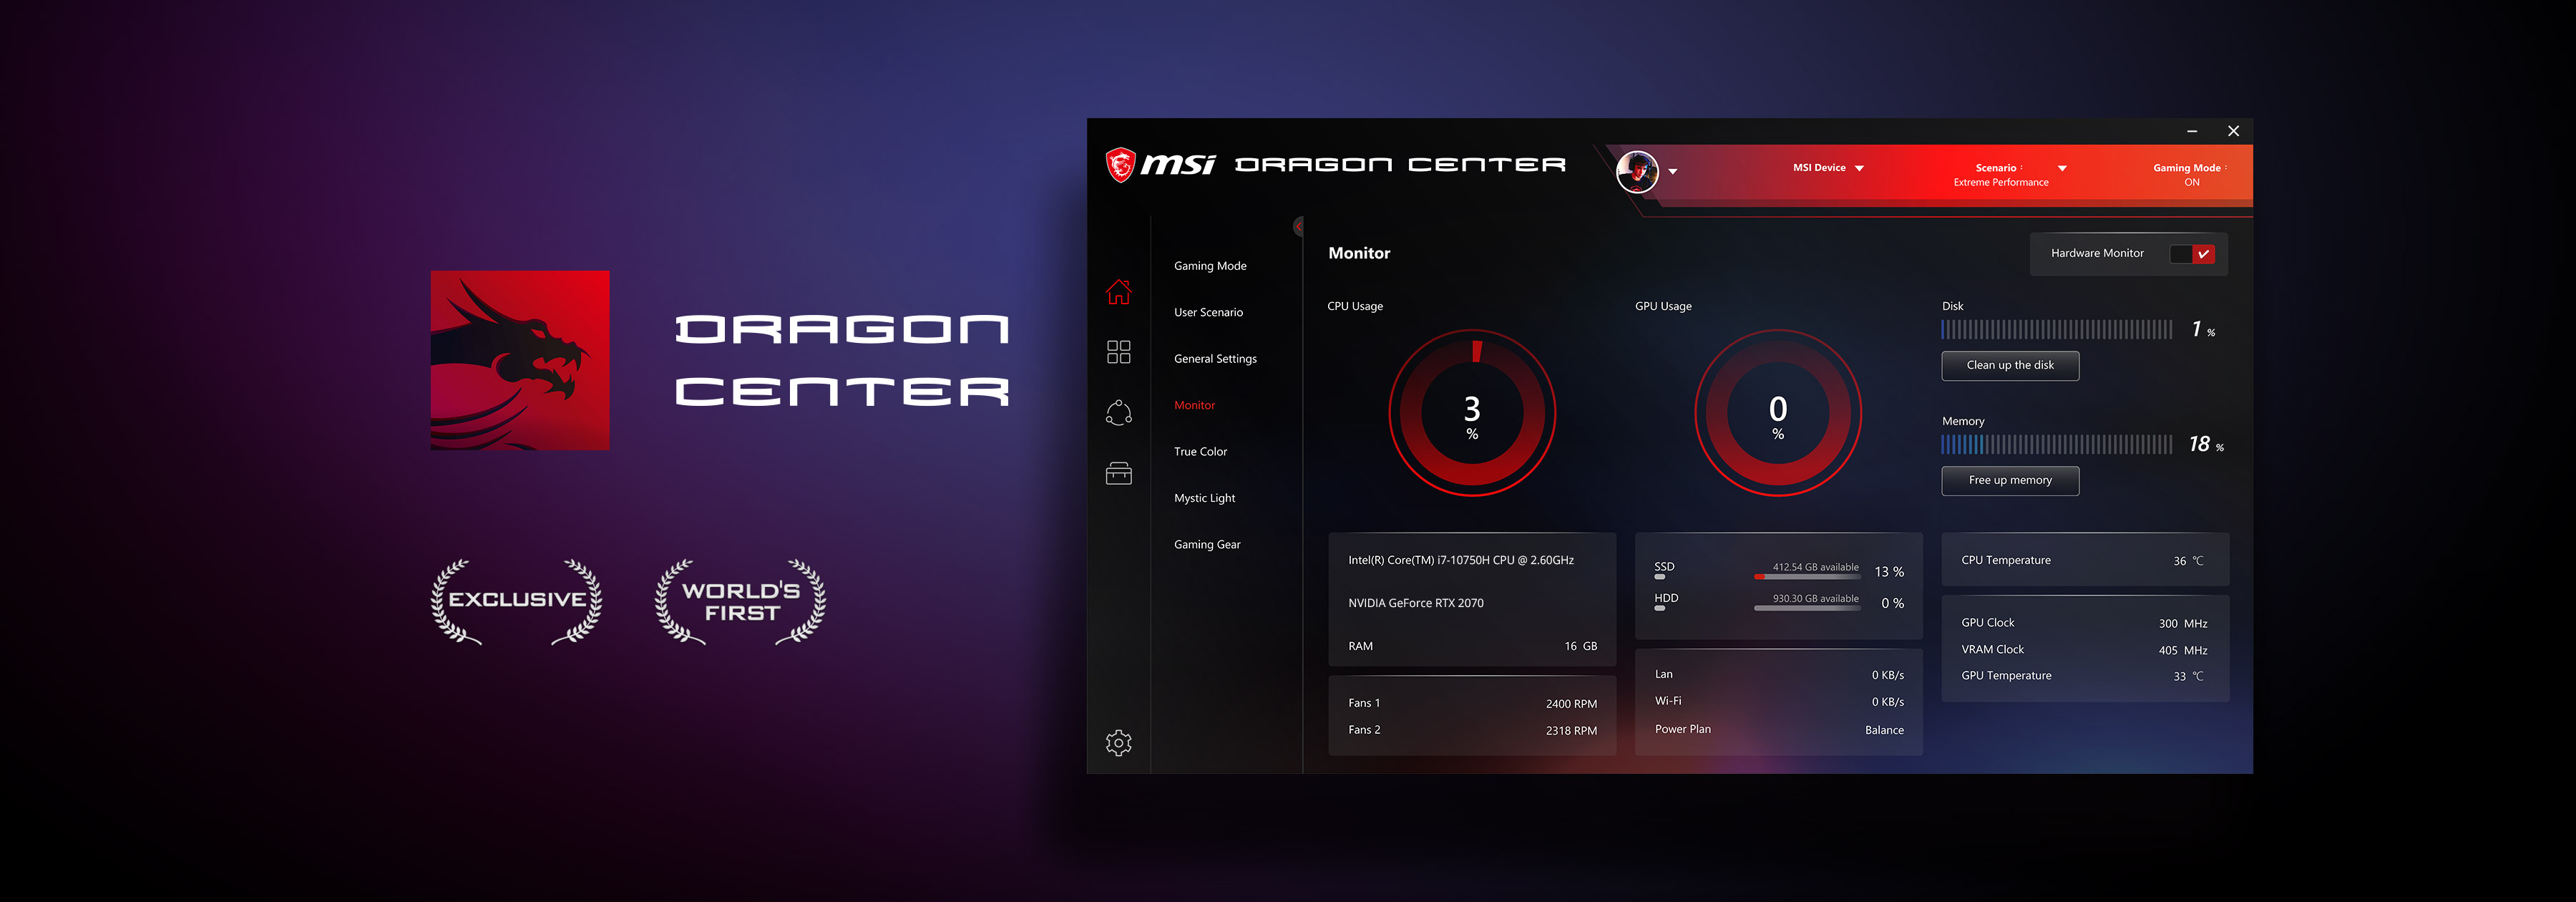 DRAGON
CENTER
EXCLUSIVE
WORLD'S
FIRST
msi DRAGON CENTER
MSI Device
Scenario :
Extreme Performance
Gaming Mode :
ON
Gaming Mode
User Scenario
General Settings
Monitor
True Color
Mystic Light
Gaming Gear
Monitor
Hardware Monitor
CPU Usage
3
%
GPU Usage
0
%
Disk
1 %
Clean up the disk
Memory
18 %
Free up memory
Intel(R) Core(TM) i7-10750H CPU @ 2.60GHz
NVIDIA GeForce RTX 2070
RAM 16 GB
Fans 1 2400 RPM
Fans 2 2318 RPM
SSD 412.54 GB available 13 %
HDD 930.30 GB available 0 %
Lan 0 KB/s
Wi-Fi 0 KB/s
Power Plan Balance
CPU Temperature 36 °C
GPU Clock 300 MHz
VRAM Clock 405 MHz
GPU Temperature 33 °C